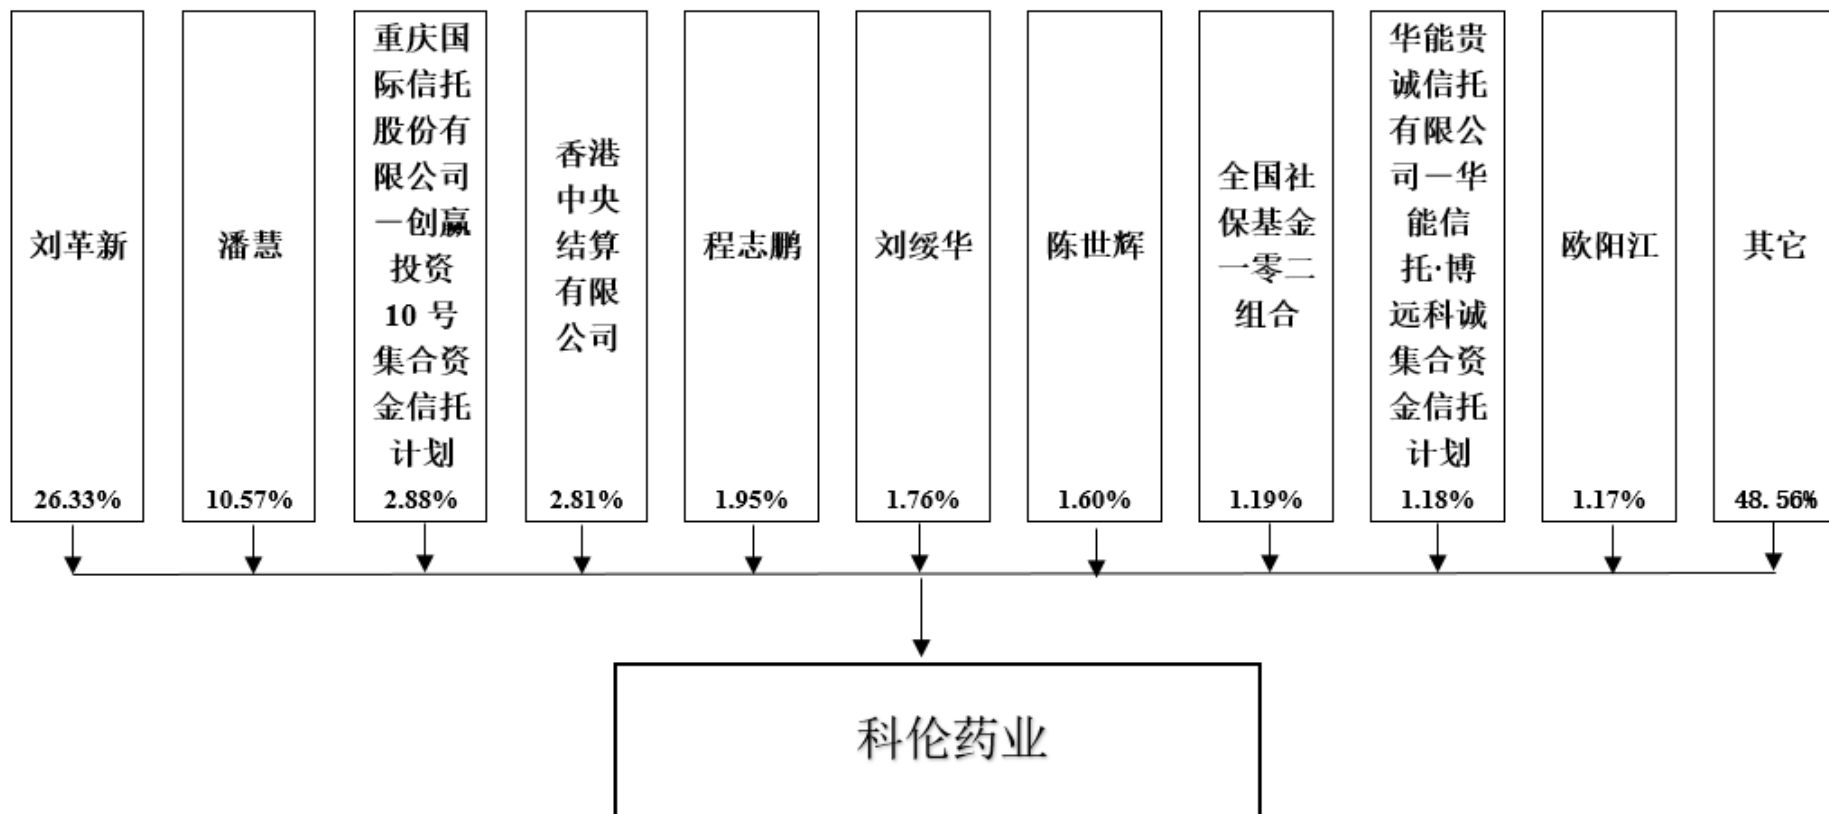 刘革新
26.33%
潘慧
10.57%
重庆国
际信托
股份有
限公司
－创赢
投资
10 号
集合资
金信托
计划
2.88%
香港
中央
结算
有限
公司
2.81%
程志鹏
1.95%
刘绥华
1.76%
陈世辉
1.60%
全国社
保基金
一零二
组合
1.19%
华能贵
诚信托
有限公
司－华
能信
托·博
远科诚
集合资
金信托
计划
1.18%
欧阳江
1.17%
其它
48.56%
科伦药业